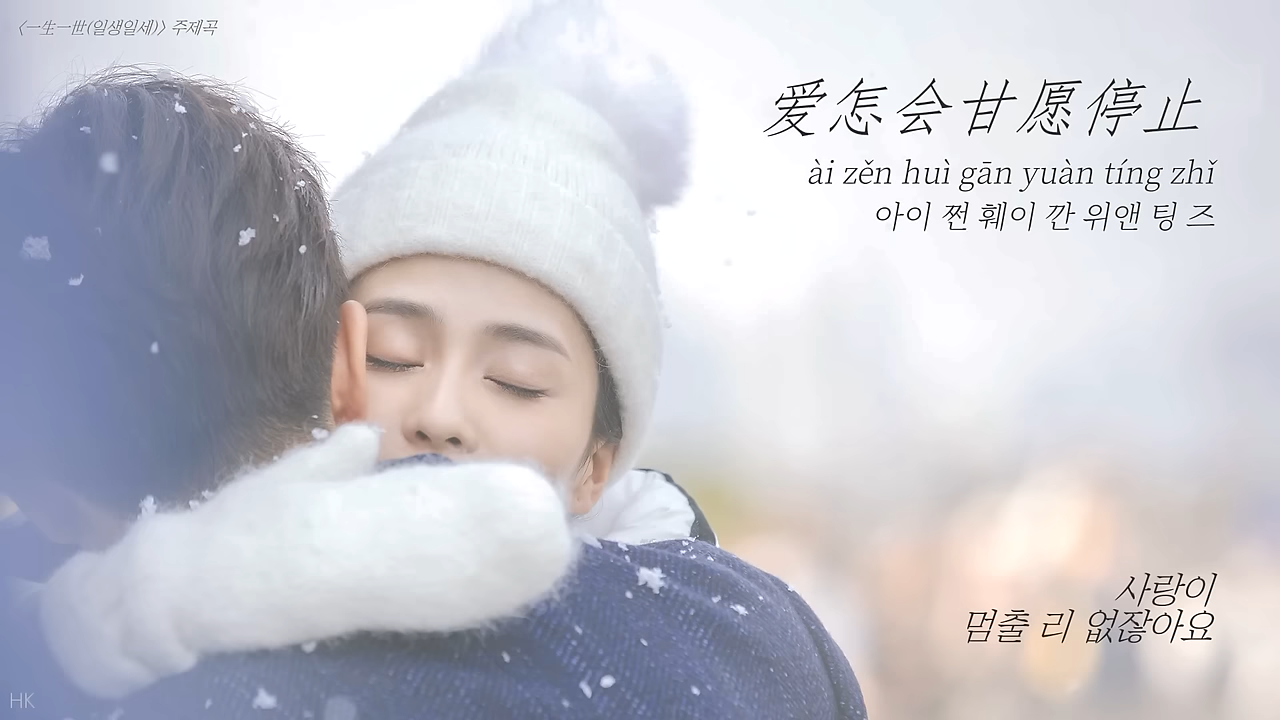 〈一生一世(일생일세)〉 주제곡
爱怎会甘愿停止
ài zěn huì gān yuàn tíng zhǐ
아이 쩐 훼이 깐 위앤 팅 즈
사랑이
멈출 리 없잖아요
HK